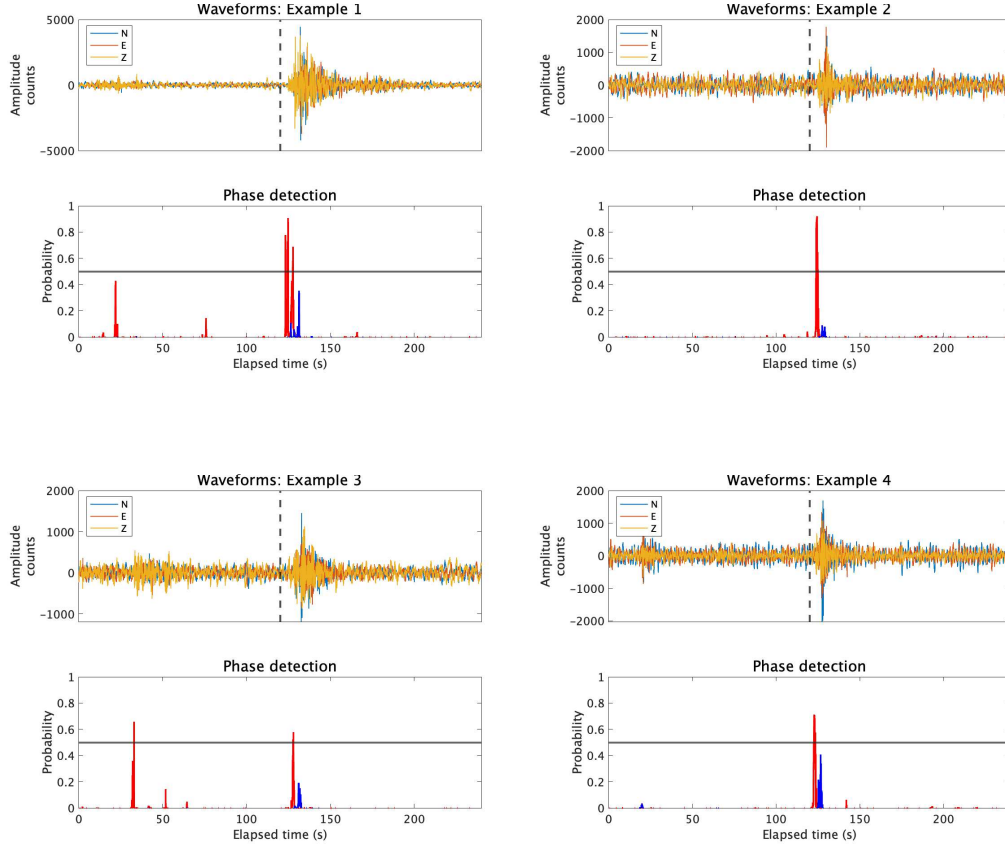 Waveforms: Example 1
Amplitude
counts
5000
0
−5000
N
E
Z
Phase detection
Probability
1
0.8
0.6
0.4
0.2
0
0 50 100 150 200
Elapsed time (s)
Waveforms: Example 2
Amplitude
counts
2000
1000
0
−1000
−2000
N
E
Z
Phase detection
Probability
1
0.8
0.6
0.4
0.2
0
0 50 100 150 200
Elapsed time (s)
Waveforms: Example 3
Amplitude
counts
2000
1000
0
−1000
N
E
Z
Phase detection
Probability
1
0.8
0.6
0.4
0.2
0
0 50 100 150 200
Elapsed time (s)
Waveforms: Example 4
Amplitude
counts
2000
1000
0
−1000
−2000
N
E
Z
Phase detection
Probability
1
0.8
0.6
0.4
0.2
0
0 50 100 150 200
Elapsed time (s)